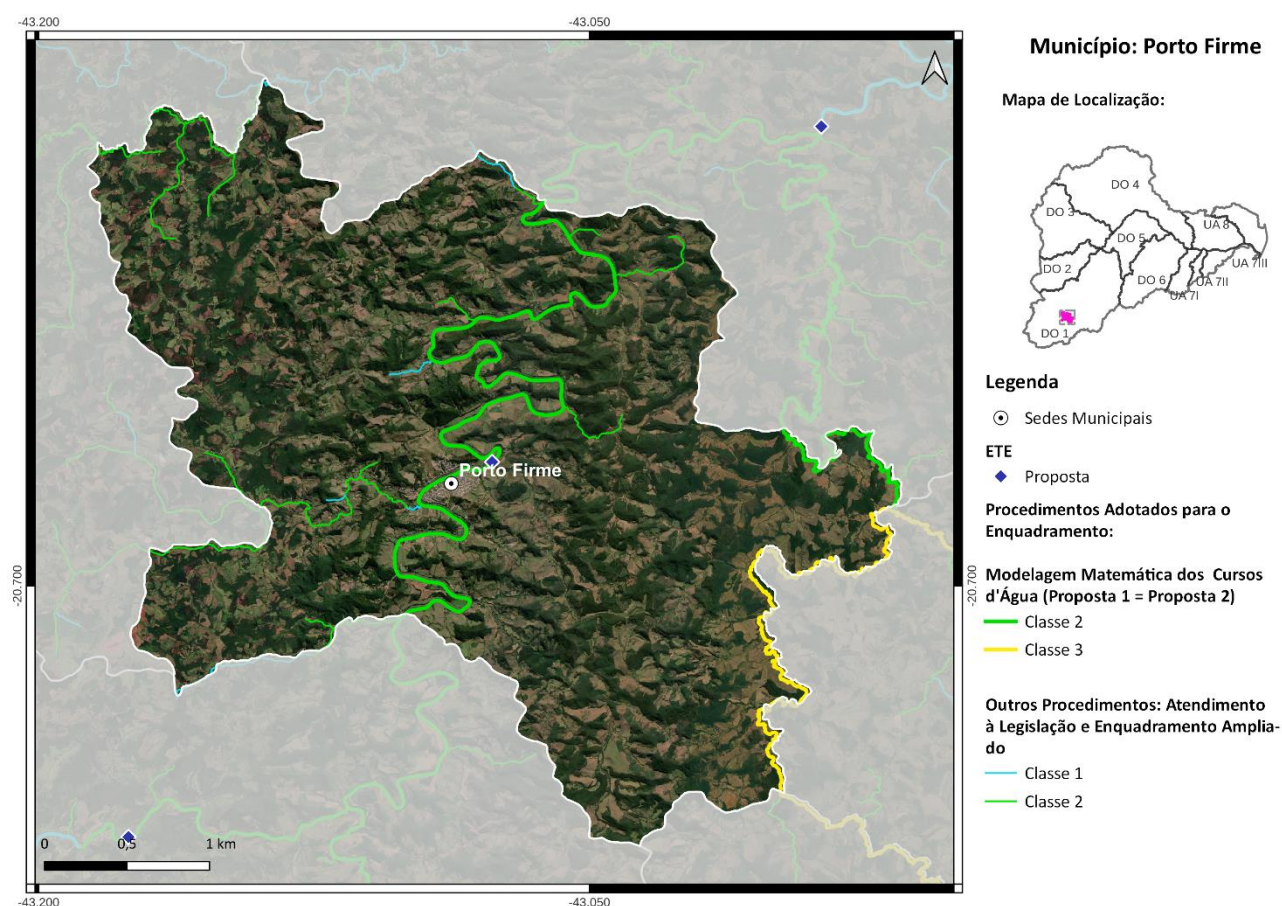 -43.200
-43.050
Município: Porto Firme
Mapa de Localização:
DO 4
DO 3
UA 8
DO 5
UA 7III
DO 2
DO 6
UA 7II
UA 7I
DO 1
Legenda
Sedes Municipais
ETE
Proposta
Porto Firme
Procedimentos Adotados para o
Enquadramento:
-20.700
-20.700
Modelagem Matemática dos Cursos
d'Água (Proposta 1 = Proposta 2)
Classe 2
Classe 3
Outros Procedimentos: Atendimento
à Legislação e Enquadramento Amplia-
do
Classe 1
Classe 2
0 0,5 1 km
-43.200
-43.050